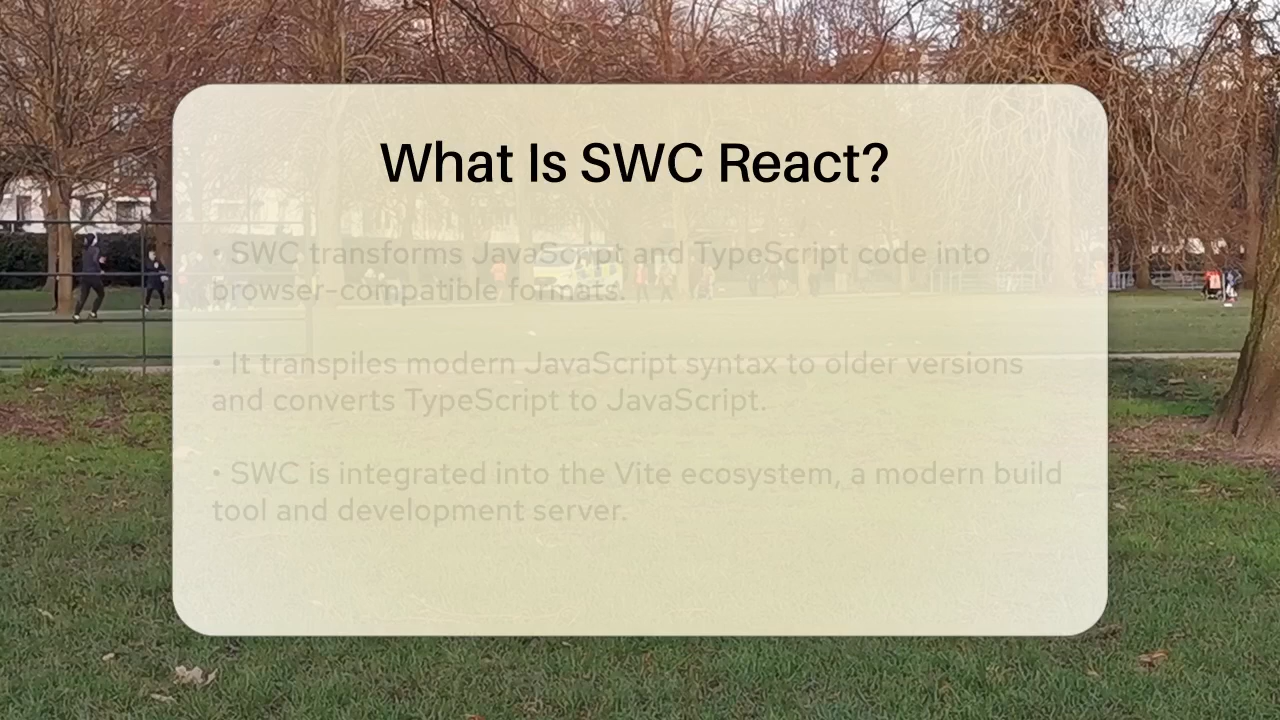 What Is SWC React?
• SWC transforms JavaScript and TypeScript code into
browser-compatible formats.
• It transpiles modern JavaScript syntax to older versions
and converts TypeScript to JavaScript.
• SWC is integrated into the Vite ecosystem, a modern build
tool and development server.